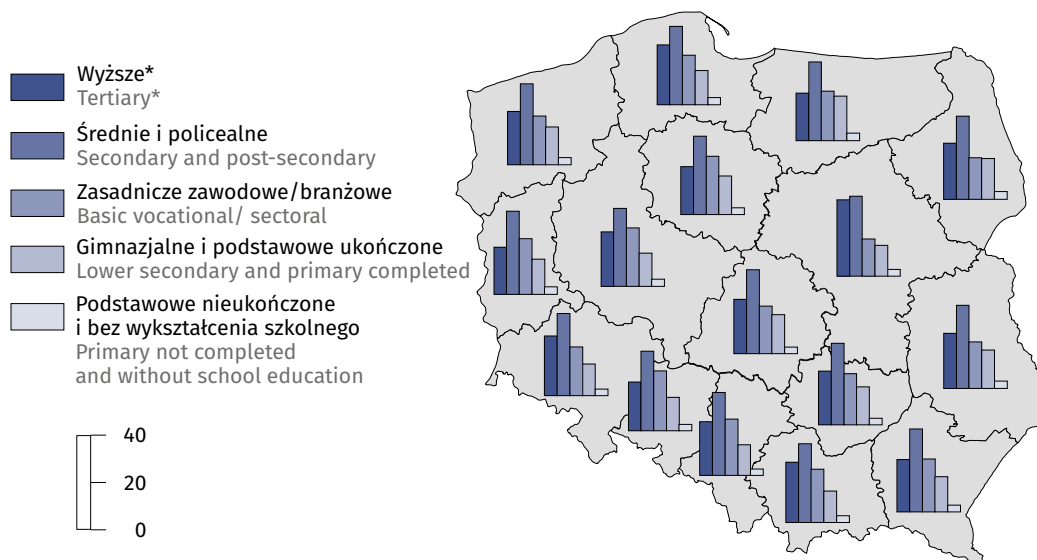 Wyższe*
Tertiary*
Średnie i policealne
Secondary and post-secondary
Zasadnicze zawodowe/branżowe
Basic vocational/ sectoral
Gimnazjalne i podstawowe ukończone
Lower secondary and primary completed
Podstawowe nieukończone
i bez wykształcenia szkolnego
Primary not completed
and without school education
40
20
0